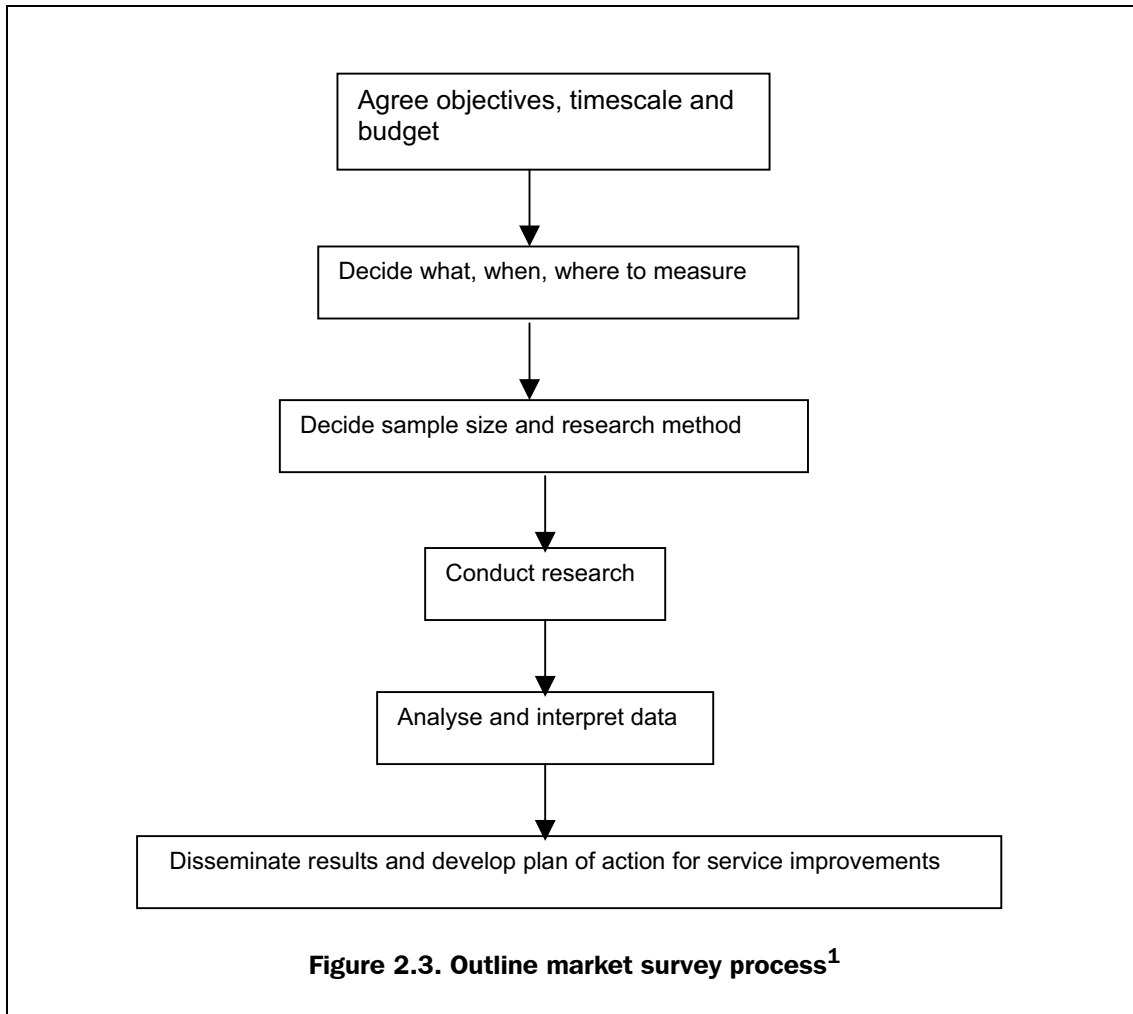 Agree objectives, timescale and
budget
Decide what, when, where to measure
Decide sample size and research method
Conduct research
Analyse and interpret data
Disseminate results and develop plan of action for service improvements
Figure 2.3. Outline market survey process1